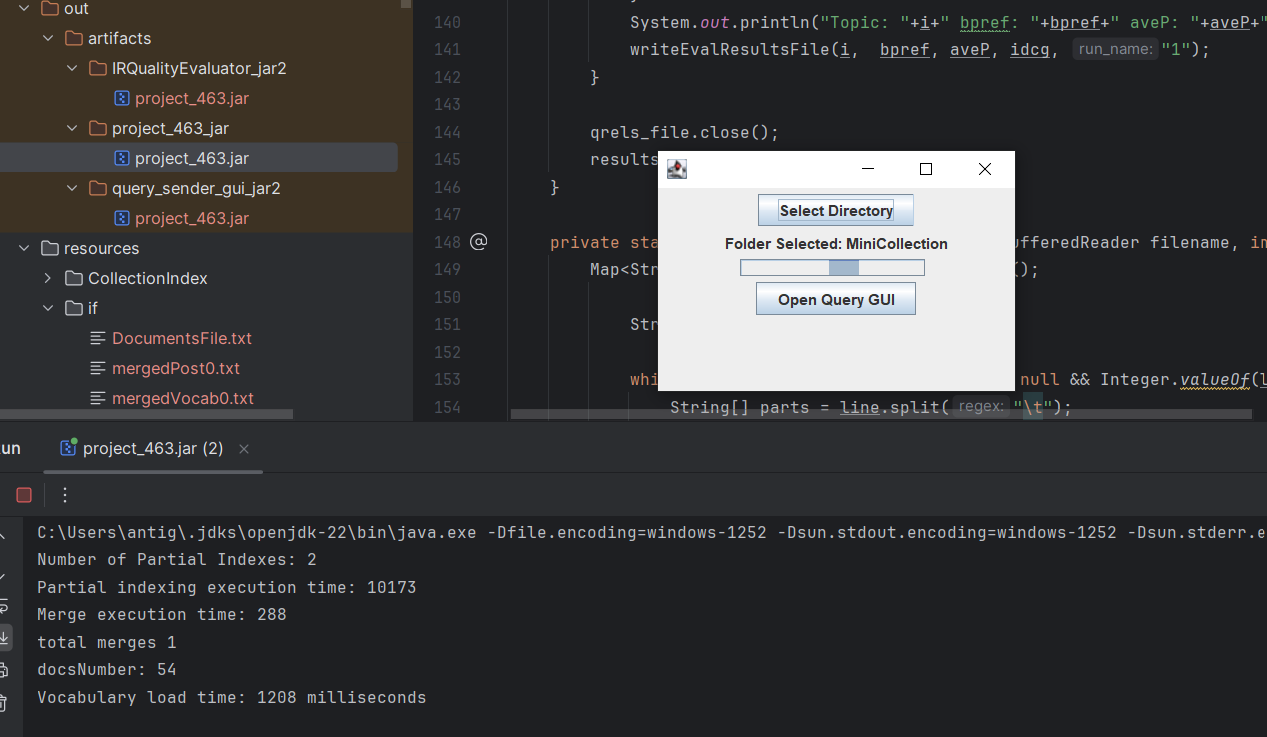 out
artifacts
IRQualityEvaluator_jar2
project_463.jar
project_463_jar
project_463.jar
query_sender_gui_jar2
project_463.jar
resources
CollectionIndex
if
DocumentsFile.txt
mergedPost0.txt
mergedVocab0.txt
140 System.out.println("Topic: "+i+" bpref: "+bpref+" aveP: "+aveP+"
141 writeEvalResultsFile(i, bpref, aveP, idcg, run_name: "1");
142 }
143
144 qrels_file.close();
145 results
146 }
147
148 @ private sta ufferedReader filename, in
149 Map<Str ();
150
151 Str
152
153 whi null && Integer.valueOf(l
154 String[] parts = line.split( regex: "\t");
Select Directory
Folder Selected: MiniCollection
Open Query GUI
un project_463.jar (2)
C:\Users\antig\.jdks\openjdk-22\bin\java.exe -Dfile.encoding=windows-1252 -Dsun.stdout.encoding=windows-1252 -Dsun.stderr.e
Number of Partial Indexes: 2
Partial indexing execution time: 10173
Merge execution time: 288
total merges 1
docsNumber: 54
Vocabulary load time: 1208 milliseconds